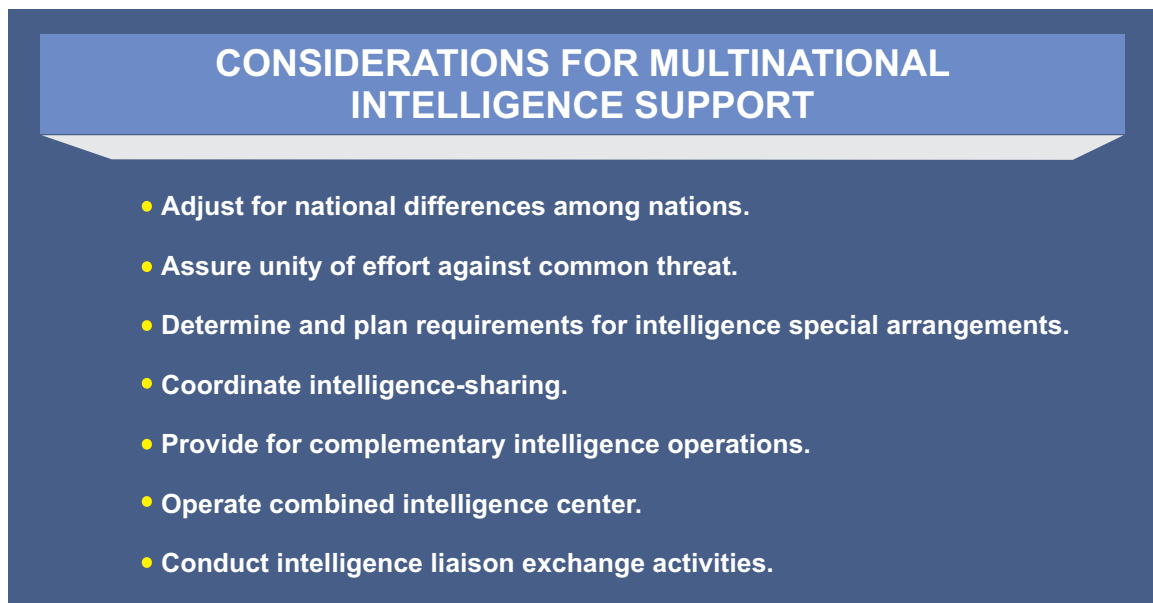 CONSIDERATIONS FOR MULTINATIONAL
INTELLIGENCE SUPPORT
• Adjust for national differences among nations.
• Assure unity of effort against common threat.
• Determine and plan requirements for intelligence special arrangements.
• Coordinate intelligence-sharing.
• Provide for complementary intelligence operations.
• Operate combined intelligence center.
• Conduct intelligence liaison exchange activities.